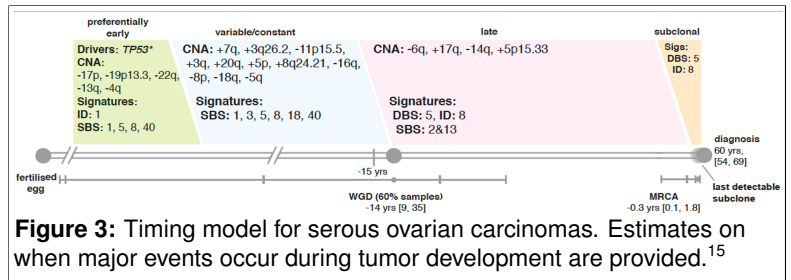 preferentially
early
variable/constant
late
subclonal
Drivers: TP53*
CNA:
-17p, -19p13.3, -22q,
-13q, -4q
Signatures:
ID: 1
SBS: 1, 5, 8, 40
CNA: +7q, +3q26.2, -11p15.5,
+3q, +20q, +5p, +8q24.21, -16q,
-8p, -18q, -5q
Signatures:
SBS: 1, 3, 5, 8, 18, 40
CNA: -6q, +17q, -14q, +5p15.33
Signatures:
DBS: 5, ID: 8
SBS: 2&13
Sigs:
DBS: 5
ID: 8
diagnosis
60 yrs,
[54, 69]
fertilised
egg
-15 yrs
WGD (60% samples)
-14 yrs [9, 35]
MRCA
-0.3 yrs [0.1, 1.8]
last detectable
subclone
Figure 3: Timing model for serous ovarian carcinomas. Estimates on
when major events occur during tumor development are provided.15